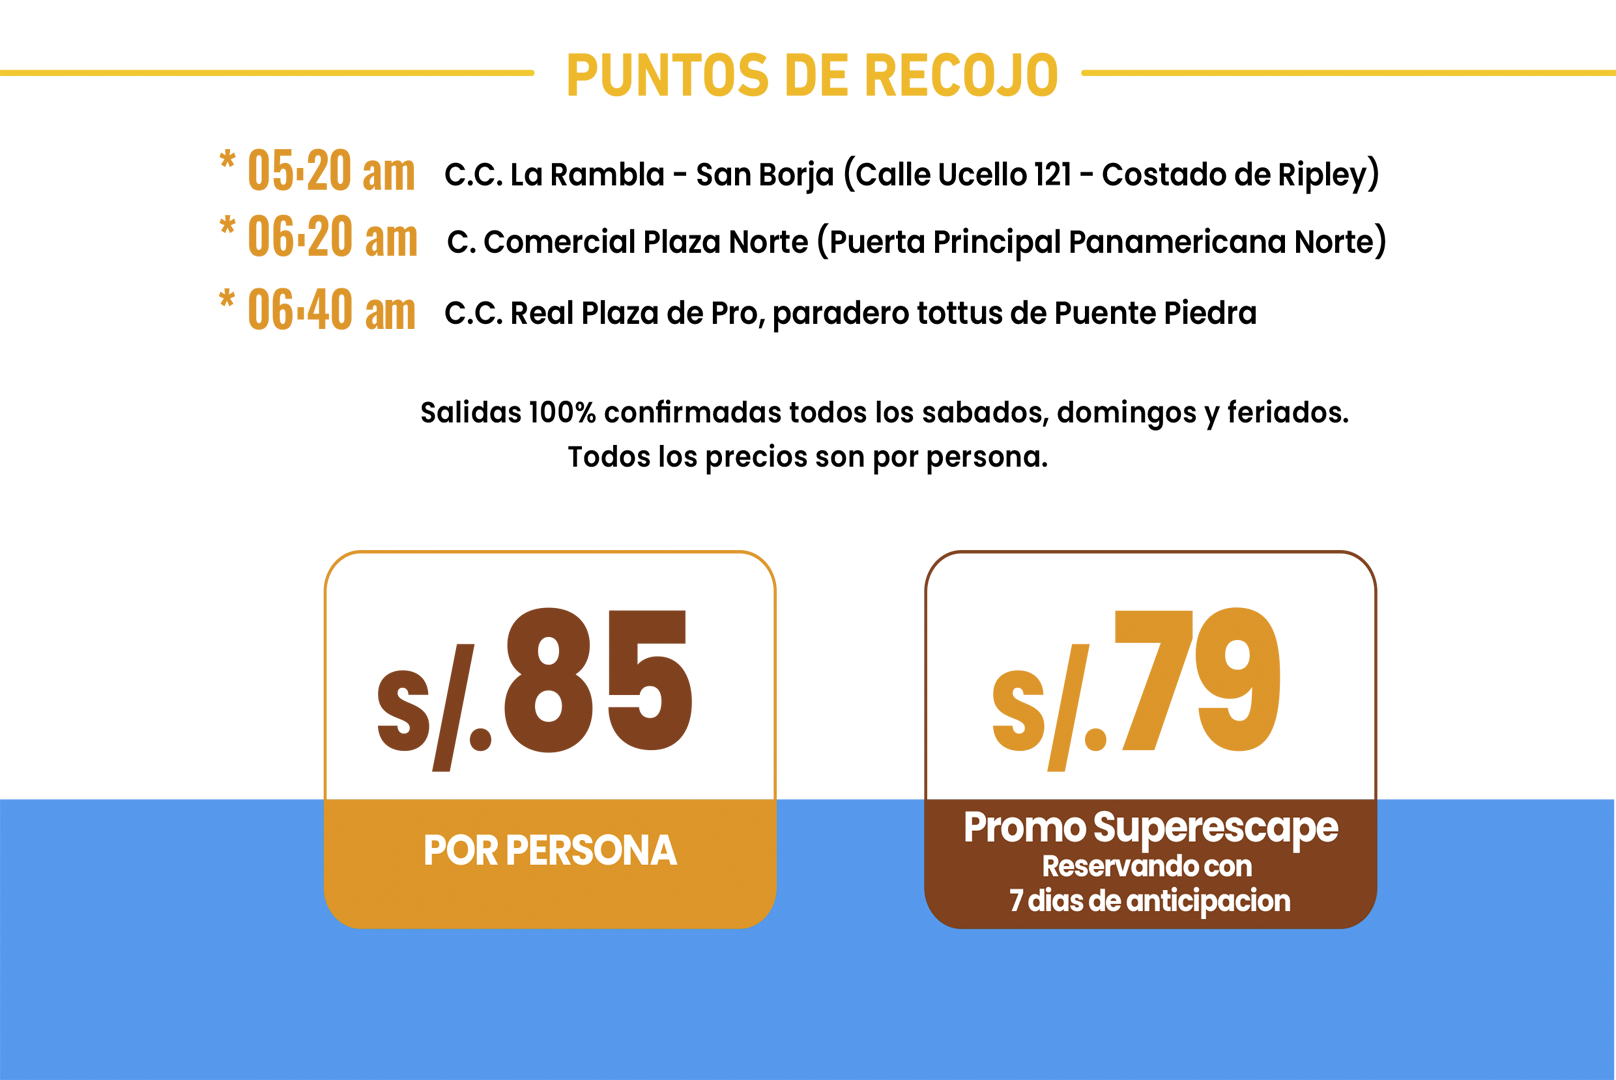 PUNTOS DE RECOJO
* 05:20 am C.C. La Rambla - San Borja (Calle Ucello 121 - Costado de Ripley)
* 06:20 am C. Comercial Plaza Norte (Puerta Principal Panamericana Norte)
* 06:40 am C.C. Real Plaza de Pro, paradero tottus de Puente Piedra
Salidas 100% confirmadas todos los sabados, domingos y feriados.
Todos los precios son por persona.
S/.85
POR PERSONA
S/.79
Promo Superescape
Reservando con
7 dias de anticipacion